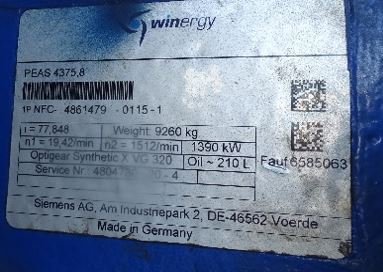 winergy
PEAS 4375,8
1P NFC- 4861479 -0115-1
i = 77,848 Weight: 9260 kg
n1 = 19,42/min n2 = 1512/min 1390 kW
Optigear Synthetic X VG 320 Oil ~ 210 L
Fauf 6585063
Service Nr.
Siemens AG, Am Industriepark 2, DE-46562 Voerde
Made in Germany